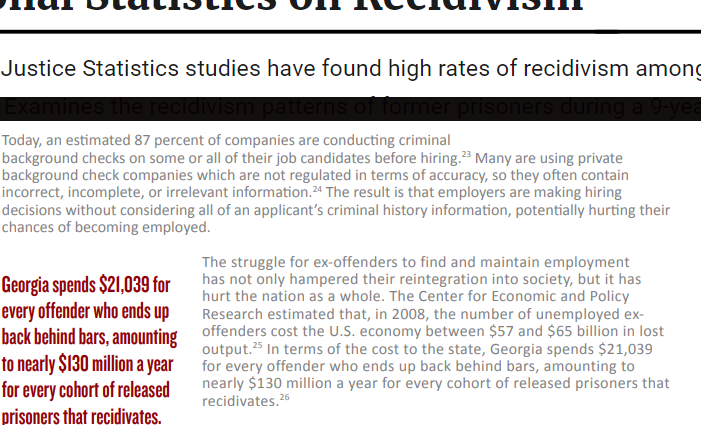 Statistics on Recidivism
Justice Statistics studies have found high rates of recidivism among
Examines the recidivism patterns of former prisoners during a 9-yea
Today, an estimated 87 percent of companies are conducting criminal
background checks on some or all of their job candidates before hiring.23 Many are using private
background check companies which are not regulated in terms of accuracy, so they often contain
incorrect, incomplete, or irrelevant information.24 The result is that employers are making hiring
decisions without considering all of an applicant's criminal history information, potentially hurting their
chances of becoming employed.
Georgia spends $21,039 for
every offender who ends up
back behind bars, amounting
to nearly $130 million a year
for every cohort of released
prisoners that recidivates.
The struggle for ex-offenders to find and maintain employment
has not only hampered their reintegration into society, but it has
hurt the nation as a whole. The Center for Economic and Policy
Research estimated that, in 2008, the number of unemployed ex-
offenders cost the U.S. economy between $57 and $65 billion in lost
output.25 In terms of the cost to the state, Georgia spends $21,039
for every offender who ends up back behind bars, amounting to
nearly $130 million a year for every cohort of released prisoners that
recidivates.26